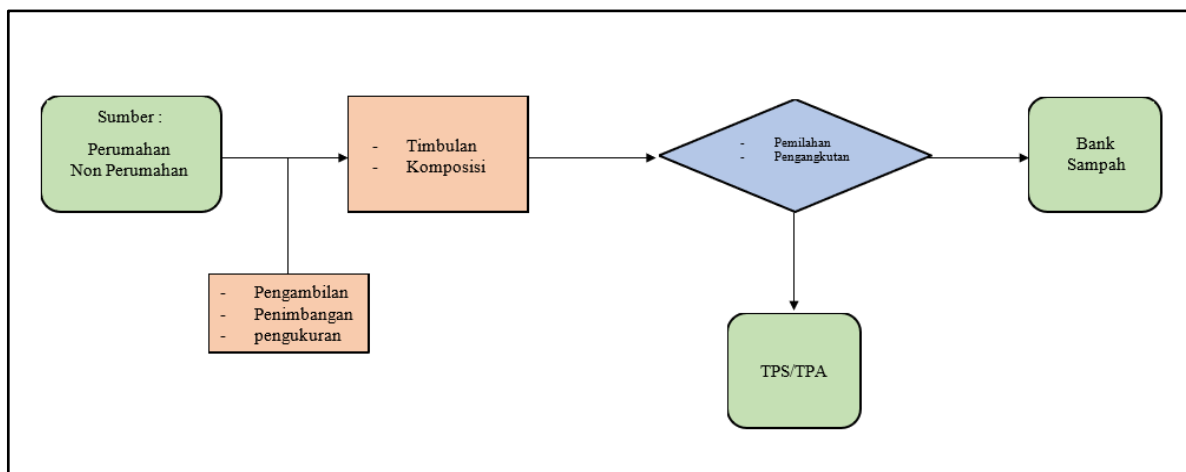 Sumber :
Perumahan
Non Perumahan
- Timbulan
- Komposisi
- Pemilahan
- Pengangkutan
Bank
Sampah
- Pengambilan
- Penimbangan
- pengukuran
TPS/TPA